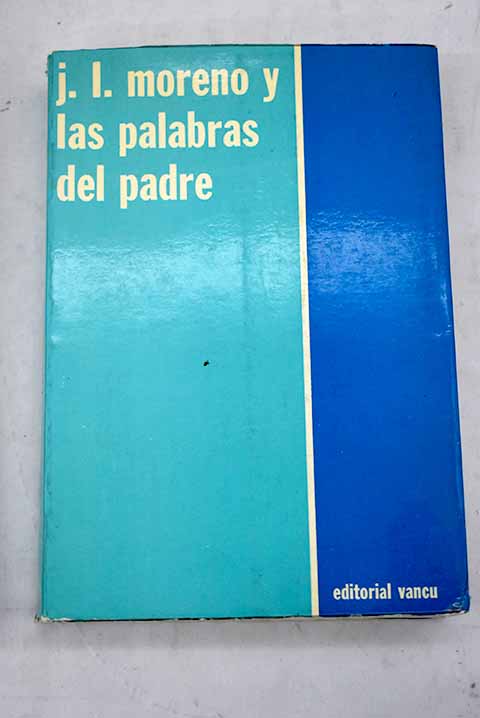 j. l. moreno y
las palabras
del padre
editorial vancu